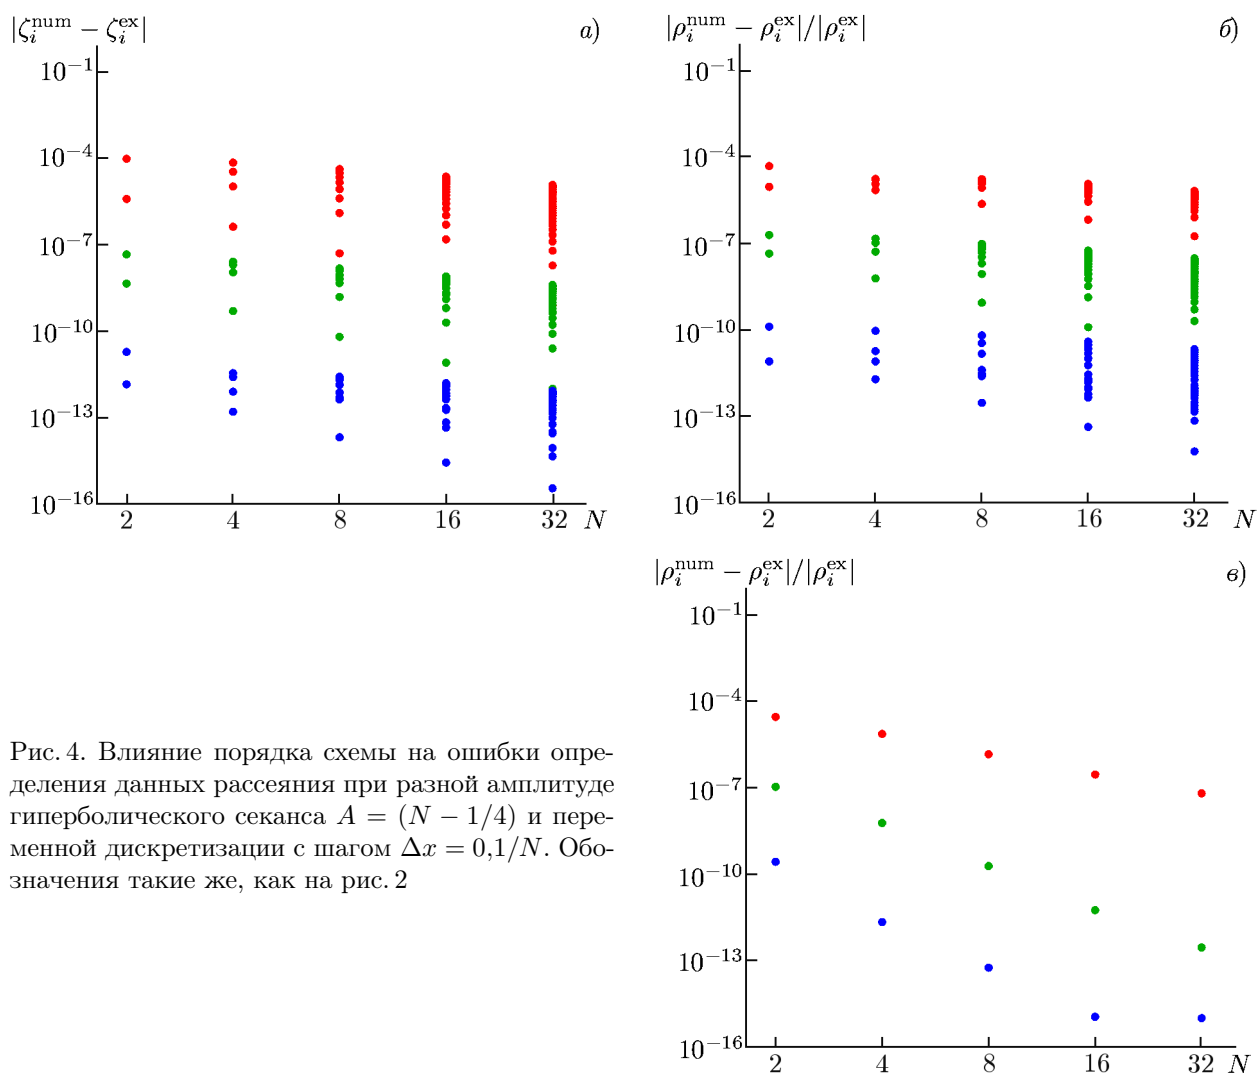 |ζ_i^num − ζ_i^ex| а)
10^−1
10^−4
10^−7
10^−10
10^−13
10^−16
2 4 8 16 32 N
|ρ_i^num − ρ_i^ex|/|ρ_i^ex| б)
10^−1
10^−4
10^−7
10^−10
10^−13
10^−16
2 4 8 16 32 N
|ρ_i^num − ρ_i^ex|/|ρ_i^ex| в)
10^−1
10^−4
10^−7
10^−10
10^−13
10^−16
2 4 8 16 32 N
Рис. 4. Влияние порядка схемы на ошибки опре-
деления данных рассеяния при разной амплитуде
гиперболического секанса A = (N − 1/4) и пере-
менной дискретизации с шагом Δx = 0,1/N. Обо-
значения такие же, как на рис. 2